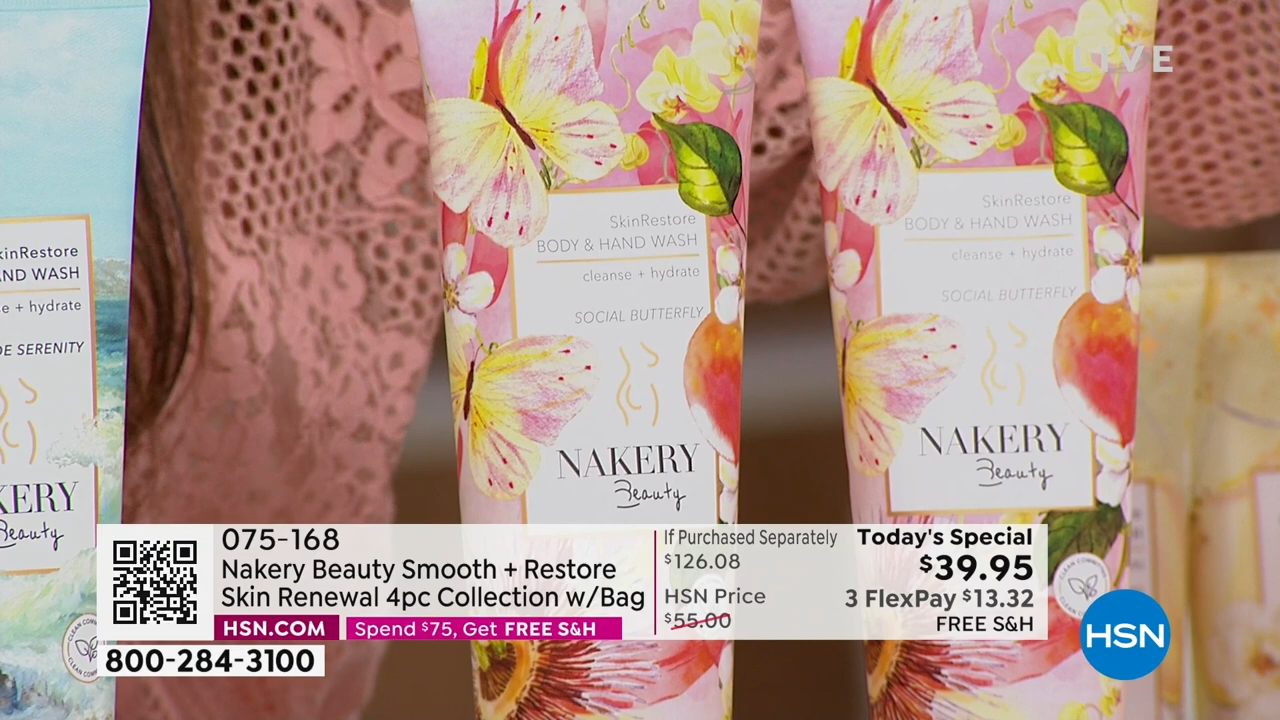 LIVE
kinRestore
ND WASH
e + hydrate
DE SERENITY
KERY
Beauty
SkinRestore
BODY & HAND WASH
cleanse + hydrate
SOCIAL BUTTERFLY
NAKERY
Beauty
SkinRestore
BODY & HAND WASH
cleanse + hydrate
SOCIAL BUTTERFLY
NAKERY
Beauty
075-168
Nakery Beauty Smooth + Restore
Skin Renewal 4pc Collection w/Bag
HSN.COM
Spend $75, Get FREE S&H
800-284-3100
If Purchased Separately
$126.08
HSN Price
$55.00
Today's Special
$39.95
3 FlexPay $13.32
FREE S&H
HSN